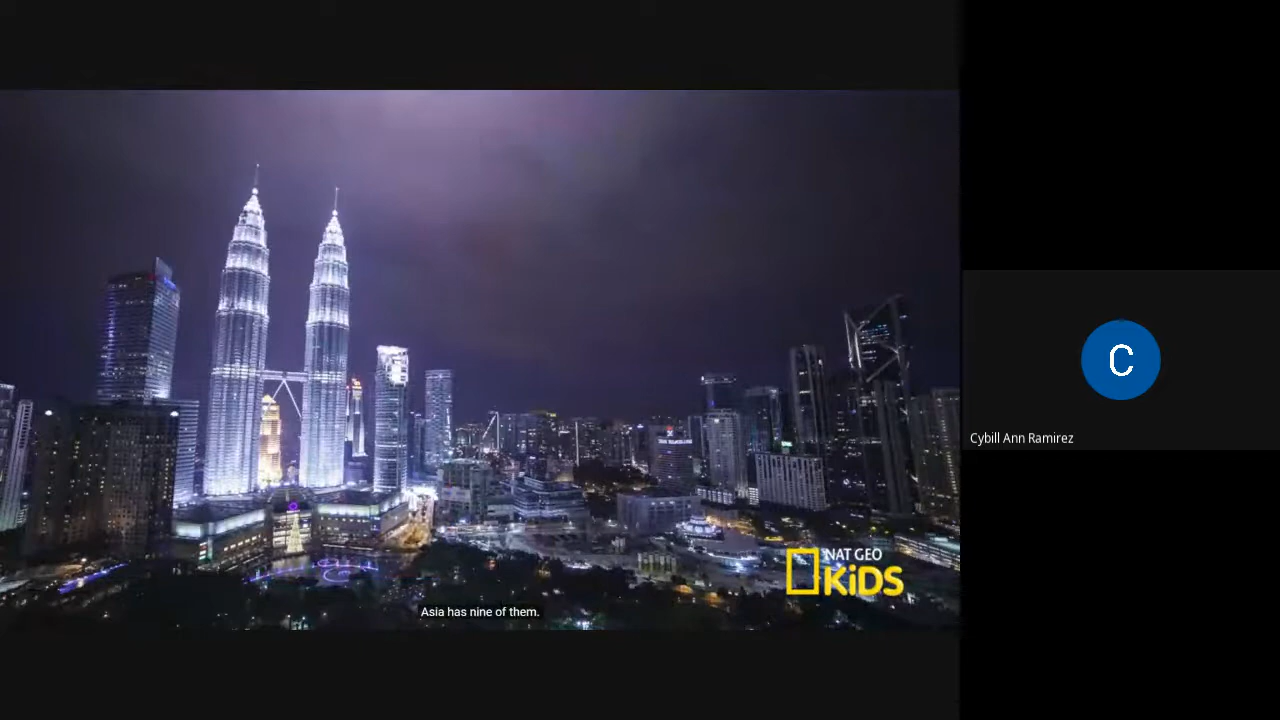 NAT GEO
KiDS
Asia has nine of them.
C
Cybill Ann Ramirez